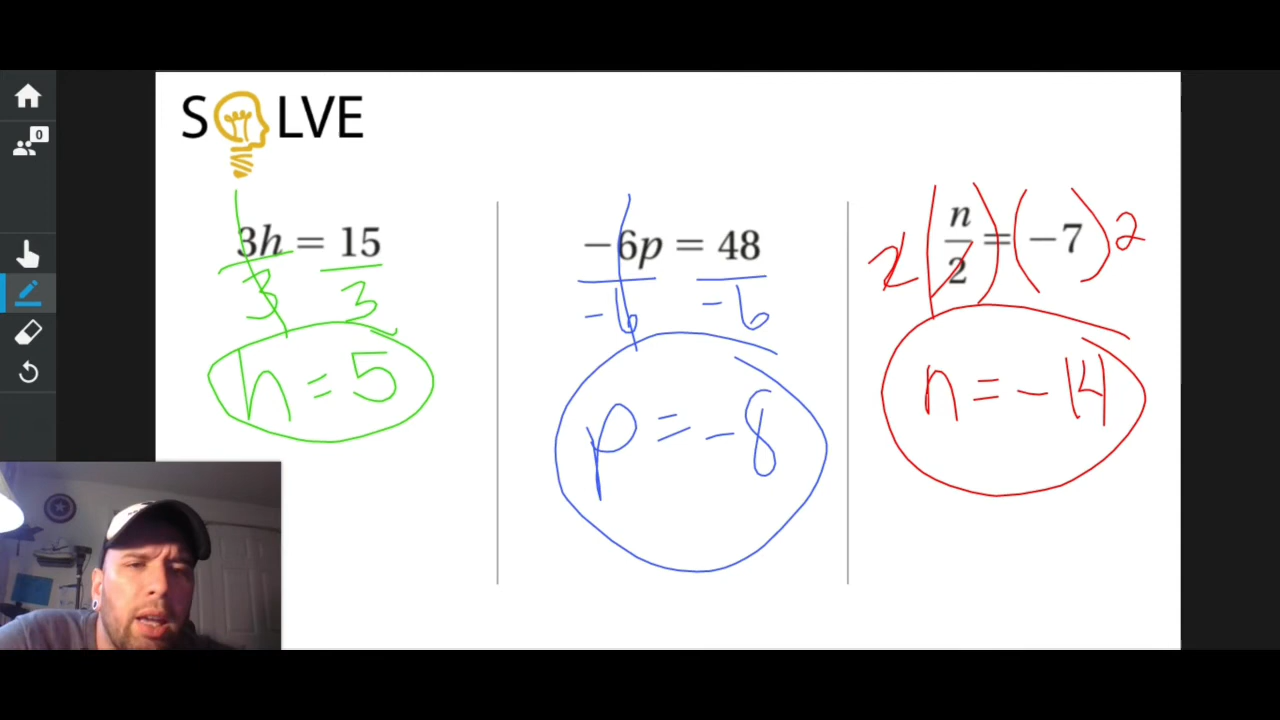 0
SOLVE
3h = 15
3 3
h = 5
-6p = 48
-6 -6
p = -8
2(n/2) = (-7)2
n = -14